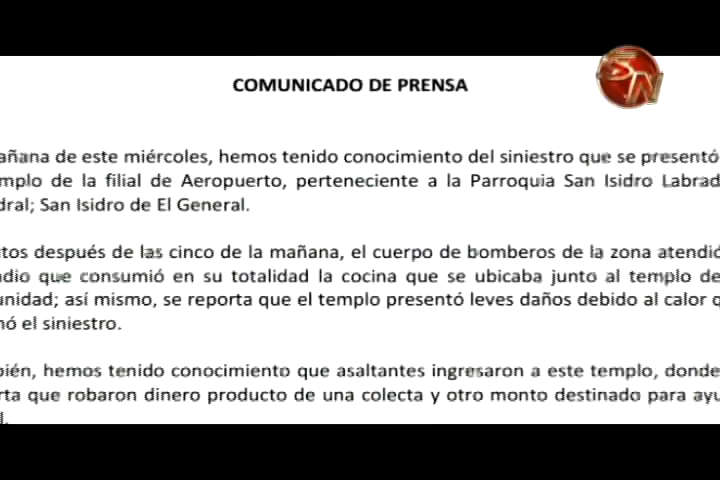 COMUNICADO DE PRENSA
SN
añana de este miércoles, hemos tenido conocimiento del siniestro que se presentó
mplo de la filial de Aeropuerto, perteneciente a la Parroquia San Isidro Labrad
dral; San Isidro de El General.
tos después de las cinco de la mañana, el cuerpo de bomberos de la zona atendió
ndio que consumió en su totalidad la cocina que se ubicaba junto al templo de
unidad; así mismo, se reporta que el templo presentó leves daños debido al calor q
nó el siniestro.
bién, hemos tenido conocimiento que asaltantes ingresaron a este templo, donde
rta que robaron dinero producto de una colecta y otro monto destinado para ayu